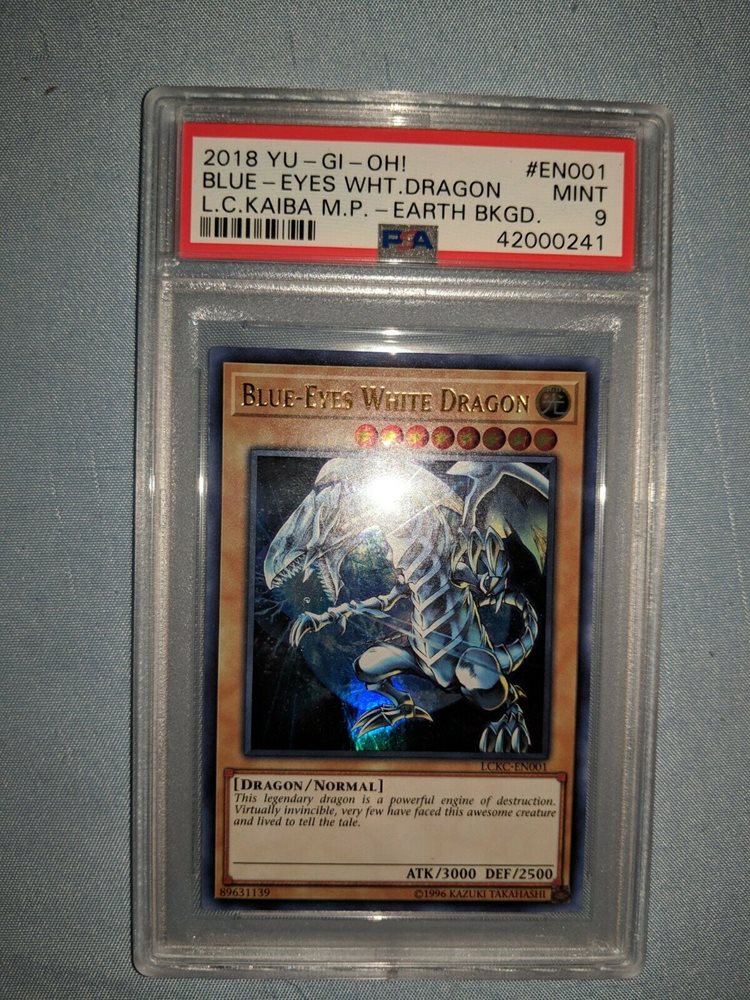 2018 YU-GI-OH! #EN001
BLUE-EYES WHT.DRAGON MINT
L.C.KAIBA M.P.-EARTH BKGD. 9
PSA 42000241
BLUE-EYES WHITE DRAGON 光
LCKC-EN001
[DRAGON/NORMAL]
This legendary dragon is a powerful engine of destruction.
Virtually invincible, very few have faced this awesome creature
and lived to tell the tale.
ATK/3000 DEF/2500
89631139 ©1996 KAZUKI TAKAHASHI